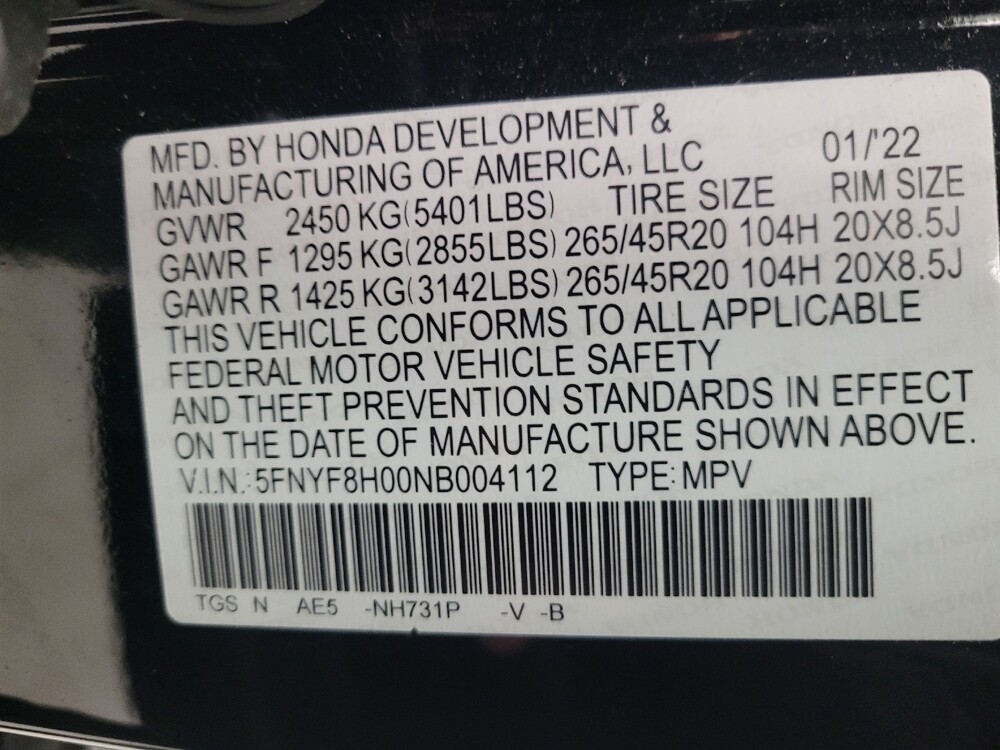 MFD. BY HONDA DEVELOPMENT &
MANUFACTURING OF AMERICA, LLC 01/'22
GVWR 2450 KG(5401LBS) TIRE SIZE RIM SIZE
GAWR F 1295 KG(2855LBS) 265/45R20 104H 20X8.5J
GAWR R 1425 KG(3142LBS) 265/45R20 104H 20X8.5J
THIS VEHICLE CONFORMS TO ALL APPLICABLE
FEDERAL MOTOR VEHICLE SAFETY
AND THEFT PREVENTION STANDARDS IN EFFECT
ON THE DATE OF MANUFACTURE SHOWN ABOVE.
V.I.N.:5FNYF8H00NB004112 TYPE:MPV
TGS N AE5 -NH731P -V -B